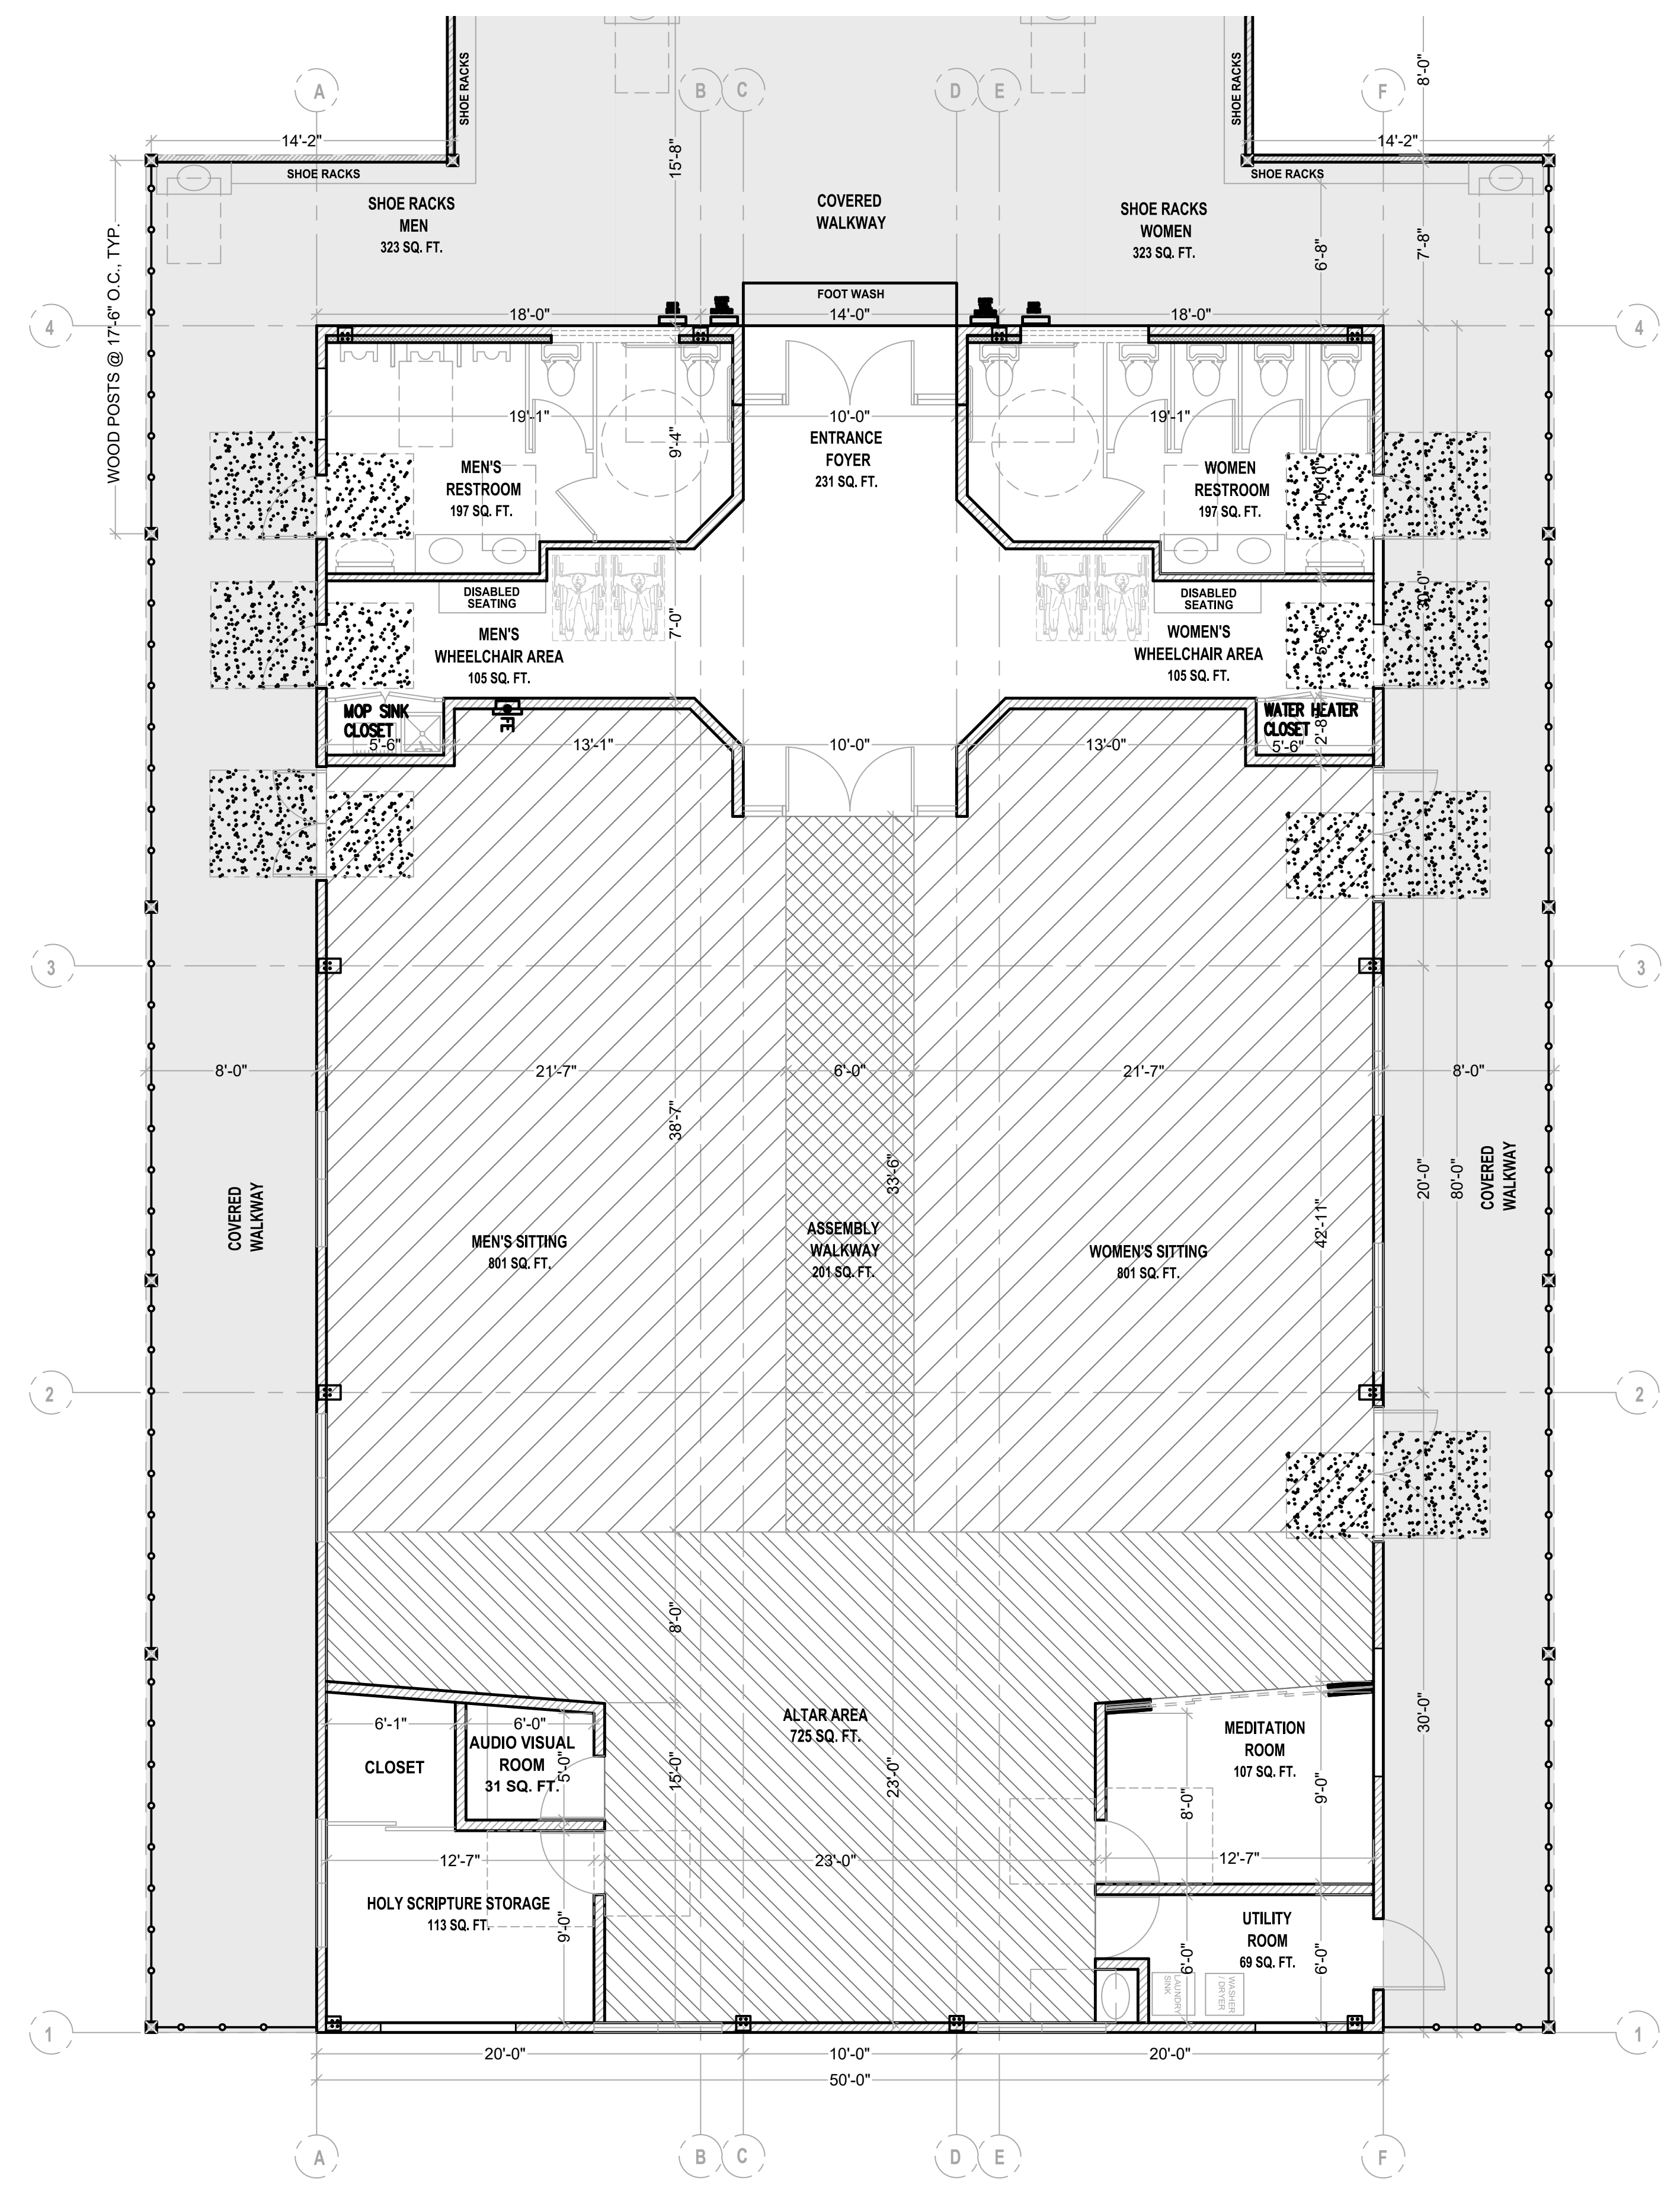 SHOE RACKS
SHOE RACKS
8'-0"
A
B
C
D
E
F
14'-2"
14'-2"
15'-8"
SHOE RACKS
SHOE RACKS
SHOE RACKS
MEN
323 SQ. FT.
COVERED
WALKWAY
SHOE RACKS
WOMEN
323 SQ. FT.
6'-8"
7'-8"
WOOD POSTS @ 17'-6" O.C., TYP.
FOOT WASH
4
18'-0"
14'-0"
18'-0"
4
19'-1"
10'-0"
19'-1"
9'-4"
ENTRANCE
FOYER
231 SQ. FT.
MEN'S
RESTROOM
197 SQ. FT.
WOMEN
RESTROOM
197 SQ. FT.
10'-10"
DISABLED
SEATING
DISABLED
SEATING
30'-0"
MEN'S
WHEELCHAIR AREA
105 SQ. FT.
7'-0"
WOMEN'S
WHEELCHAIR AREA
105 SQ. FT.
5'-6"
MOP SINK
CLOSET
5'-6"
FE
13'-1"
10'-0"
13'-0"
WATER HEATER
CLOSET
5'-6"
2'-8"
3
3
8'-0"
21'-7"
6'-0"
21'-7"
8'-0"
38'-7"
33'-6"
42'-11"
20'-0"
80'-0"
COVERED
WALKWAY
COVERED
WALKWAY
MEN'S SITTING
801 SQ. FT.
ASSEMBLY
WALKWAY
201 SQ. FT.
WOMEN'S SITTING
801 SQ. FT.
2
2
8'-0"
6'-1"
6'-0"
CLOSET
AUDIO VISUAL
ROOM
31 SQ. FT.
5'-0"
15'-0"
ALTAR AREA
725 SQ. FT.
23'-0"
MEDITATION
ROOM
107 SQ. FT.
8'-0"
9'-0"
30'-0"
12'-7"
23'-0"
12'-7"
HOLY SCRIPTURE STORAGE
113 SQ. FT.
9'-0"
UTILITY
ROOM
69 SQ. FT.
6'-0"
6'-0"
LAUNDRY
SINK
WASHER
/ DRYER
1
1
20'-0"
10'-0"
20'-0"
50'-0"
A
B
C
D
E
F